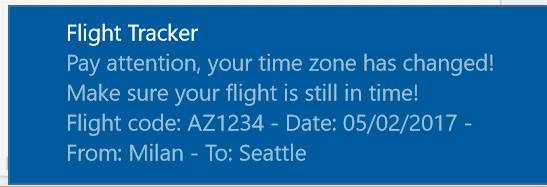 Flight Tracker
Pay attention, your time zone has changed!
Make sure your flight is still in time!
Flight code: AZ1234 - Date: 05/02/2017 -
From: Milan - To: Seattle